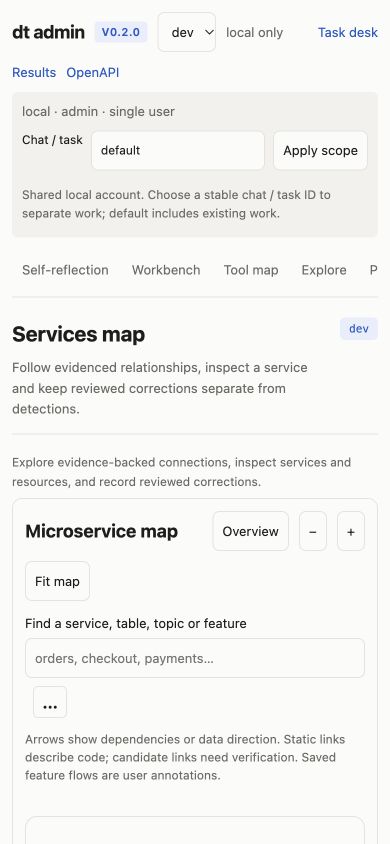 dt admin V0.2.0 dev local only Task desk
Results OpenAPI
local · admin · single user
Chat / task default Apply scope
Shared local account. Choose a stable chat / task ID to
separate work; default includes existing work.
Self-reflection Workbench Tool map Explore P
Services map dev
Follow evidenced relationships, inspect a service
and keep reviewed corrections separate from
detections.
Explore evidence-backed connections, inspect services and
resources, and record reviewed corrections.
Microservice map Overview − +
Fit map
Find a service, table, topic or feature
orders, checkout, payments…
...
Arrows show dependencies or data direction. Static links
describe code; candidate links need verification. Saved
feature flows are user annotations.